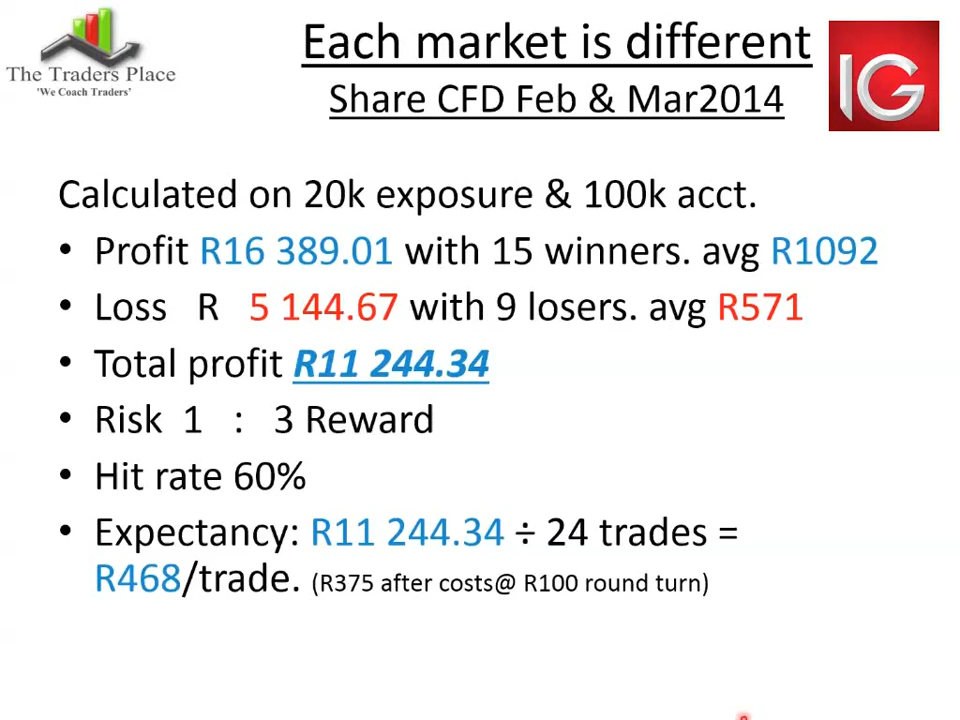 The Traders Place
'We Coach Traders'
Each market is different
Share CFD Feb & Mar2014
IG
Calculated on 20k exposure & 100k acct.
• Profit R16 389.01 with 15 winners. avg R1092
• Loss R 5 144.67 with 9 losers. avg R571
• Total profit R11 244.34
• Risk 1 : 3 Reward
• Hit rate 60%
• Expectancy: R11 244.34 ÷ 24 trades =
R468/trade. (R375 after costs@ R100 round turn)